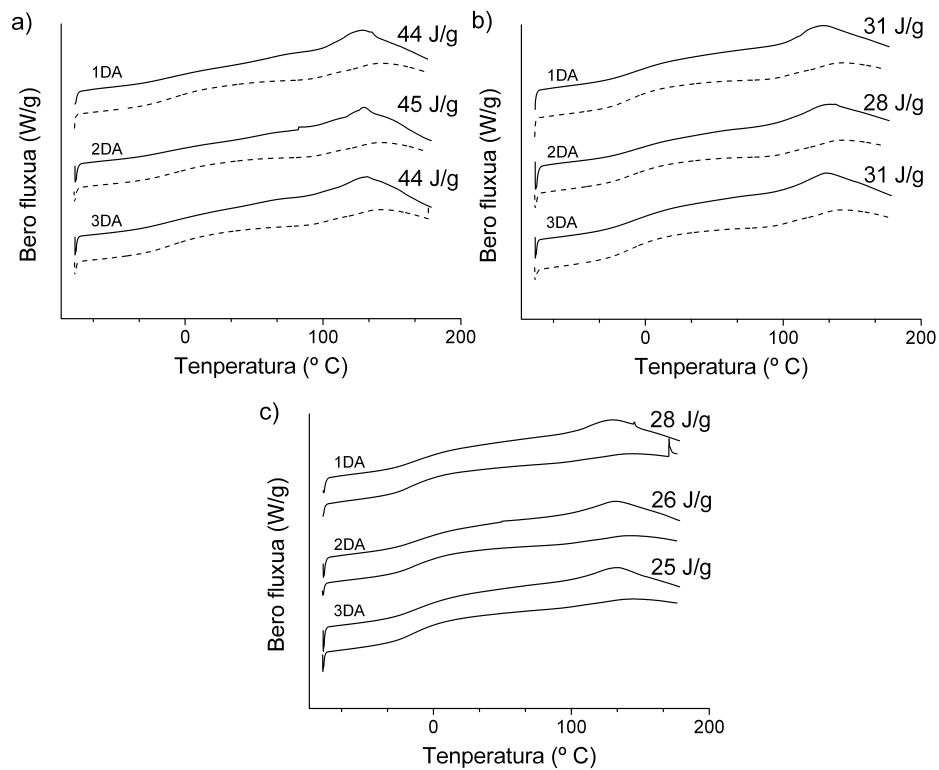 a)
44 J/g
1DA
45 J/g
2DA
44 J/g
3DA
Bero fluxua (W/g)
0 100 200
Tenperatura (º C)
b)
31 J/g
1DA
28 J/g
2DA
31 J/g
3DA
Bero fluxua (W/g)
0 100 200
Tenperatura (º C)
c)
28 J/g
1DA
26 J/g
2DA
25 J/g
3DA
Bero fluxua (W/g)
0 100 200
Tenperatura (º C)